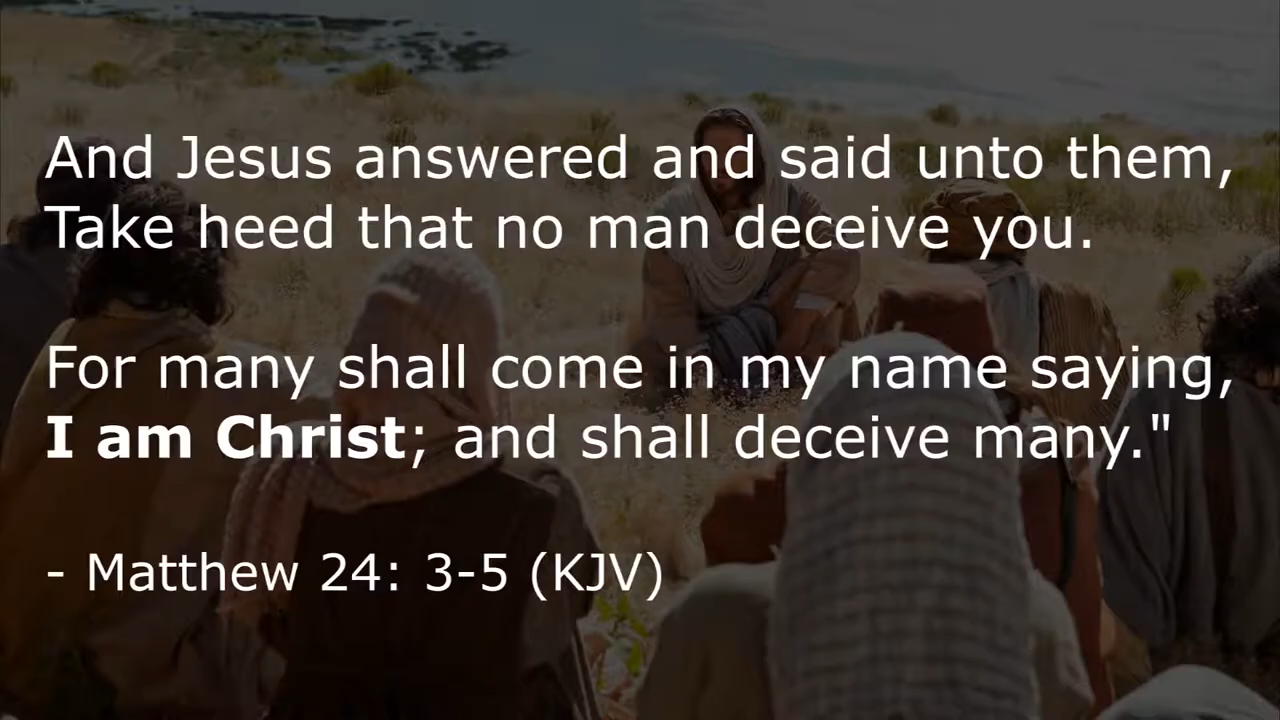 And Jesus answered and said unto them,
Take heed that no man deceive you.
For many shall come in my name saying,
I am Christ; and shall deceive many."
- Matthew 24: 3-5 (KJV)